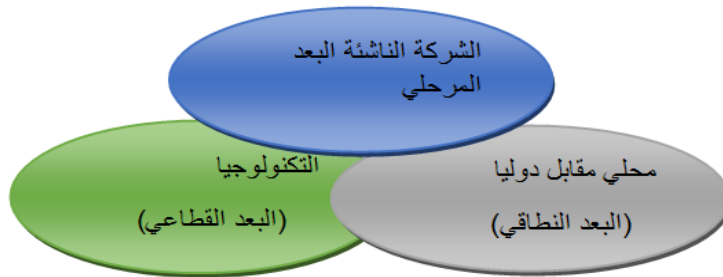 الشركة الناشئة البعد
المرحلي
محلي مقابل دوليا
(البعد النطاقي)
التكنولوجيا
(البعد القطاعي)